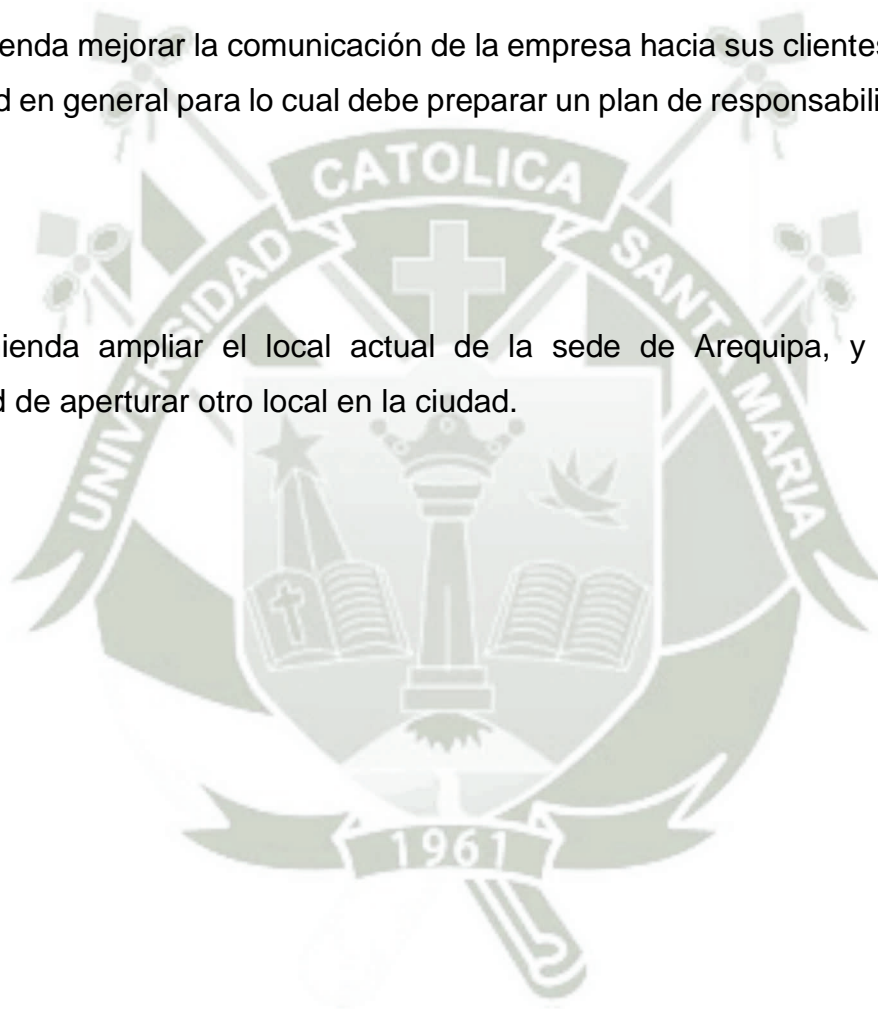 enda mejorar la comunicación de la empresa hacia sus clientes
d en general para lo cual debe preparar un plan de responsabili
CATOLICA
UNIVERSIDAD
SANTA MARIA
ienda ampliar el local actual de la sede de Arequipa, y
d de aperturar otro local en la ciudad.
1961